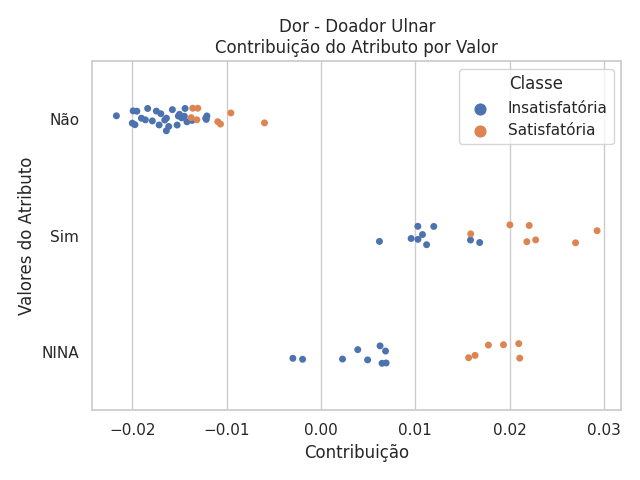 Dor - Doador Ulnar
Contribuição do Atributo por Valor
Classe
Insatisfatória
Satisfatória
Valores do Atributo
Não
Sim
NINA
−0.02 −0.01 0.00 0.01 0.02 0.03
Contribuição